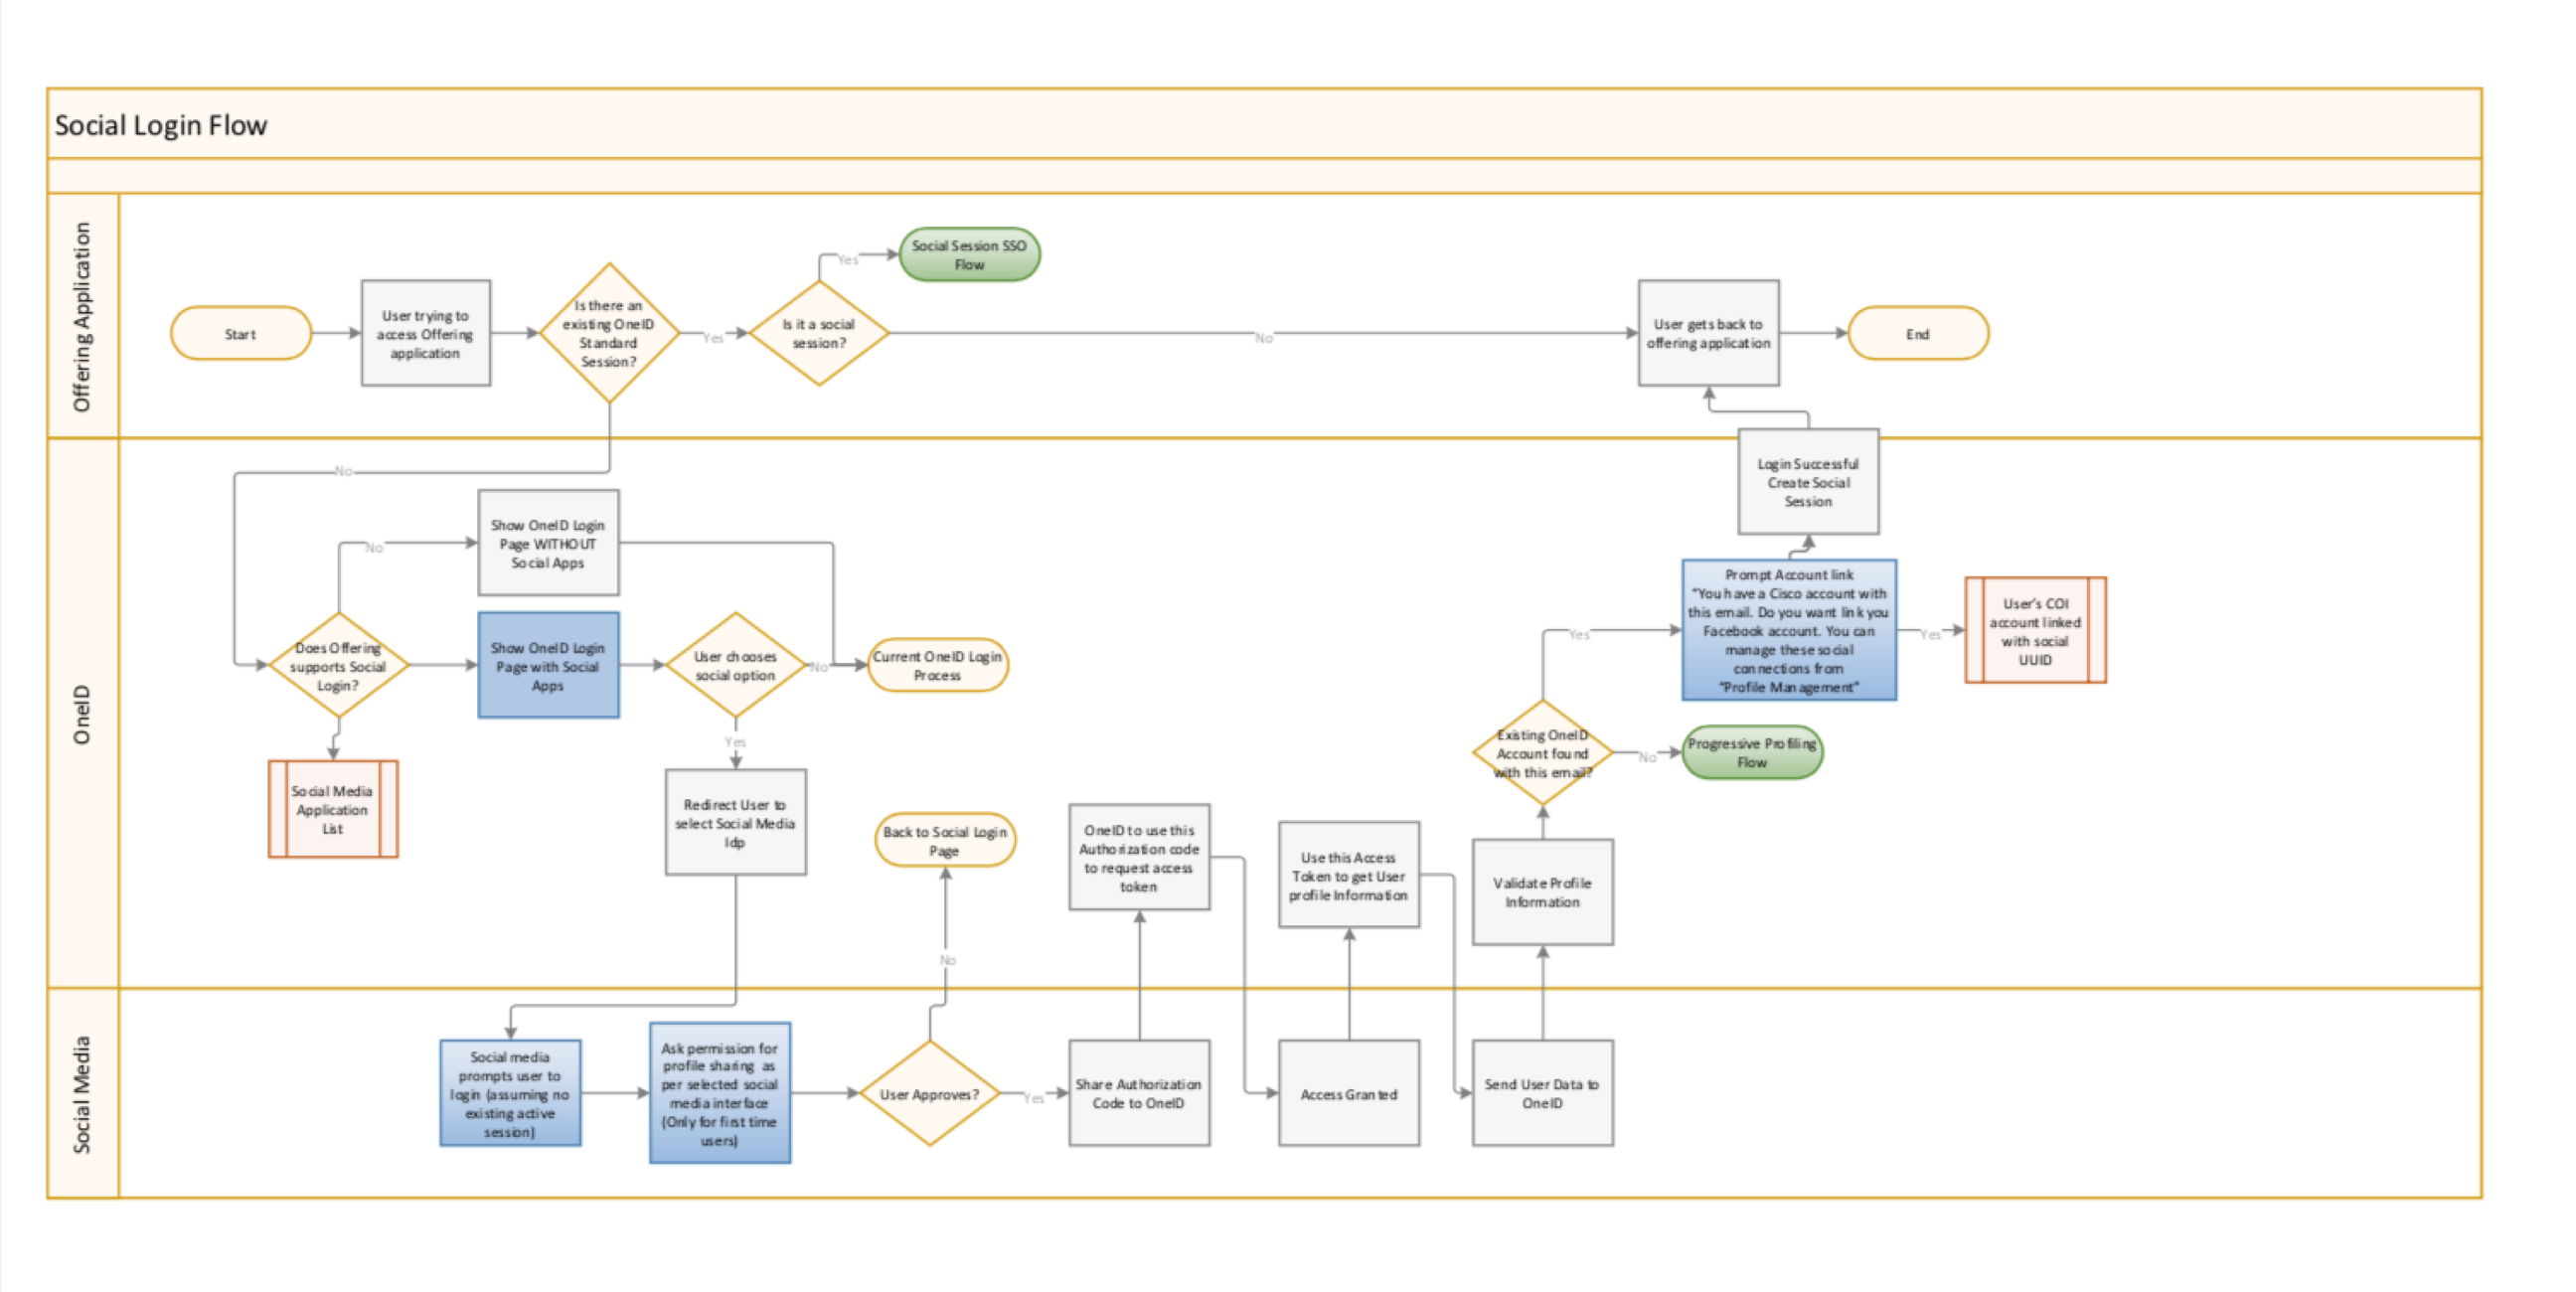 Social Login Flow
Offering Application
Start
User trying to
access Offering
application
Is there an
existing OneID
Standard
Session?
Yes
Is it a social
session?
Yes
Social Session SSO
Flow
No
User gets back to
offering application
End
OneID
No
Does Offering
supports Social
Login?
No
Show OneID Login
Page WITHOUT
Social Apps
Show OneID Login
Page with Social
Apps
User chooses
social option
No
Current OneID Login
Process
Social Media
Application
List
Yes
Redirect User to
select Social Media
Idp
Back to Social Login
Page
No
OneID to use this
Authorization code
to request access
token
Use this Access
Token to get User
profile Information
Validate Profile
Information
Existing OneID
Account found
with this email?
No
Progressive Profiling
Flow
Yes
Prompt Account link
"You have a Cisco account with
this email. Do you want link you
Facebook account. You can
manage these social
connections from
"Profile Management"
Yes
User's COI
account linked
with social
UUID
Login Successful
Create Social
Session
Social Media
Social media
prompts user to
login (assuming no
existing active
session)
Ask permission for
profile sharing as
per selected social
media interface
(Only for first time
users)
User Approves?
Yes
Share Authorization
Code to OneID
Access Granted
Send User Data to
OneID